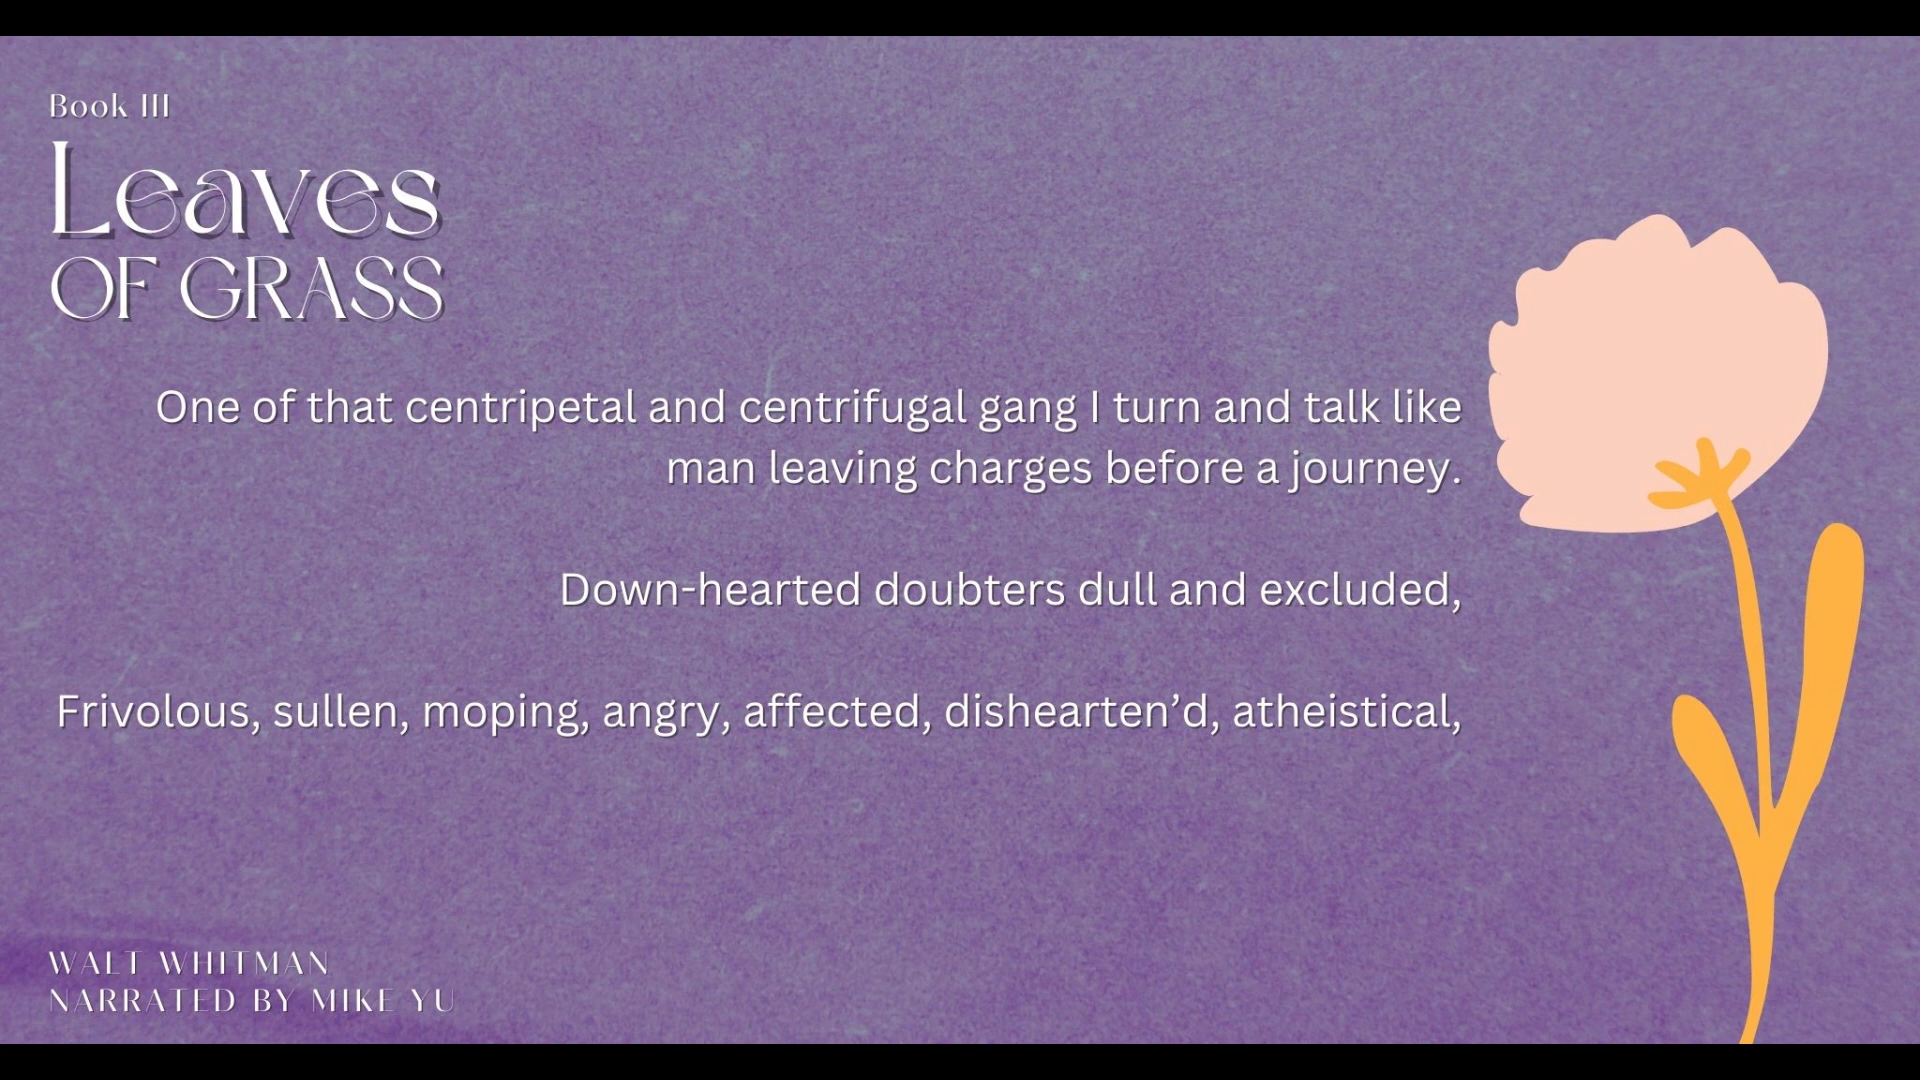 Book III
Leaves
OF GRASS
One of that centripetal and centrifugal gang I turn and talk like
man leaving charges before a journey.
Down-hearted doubters dull and excluded,
Frivolous, sullen, moping, angry, affected, dishearten’d, atheistical,
WALT WHITMAN
NARRATED BY MIKE YU